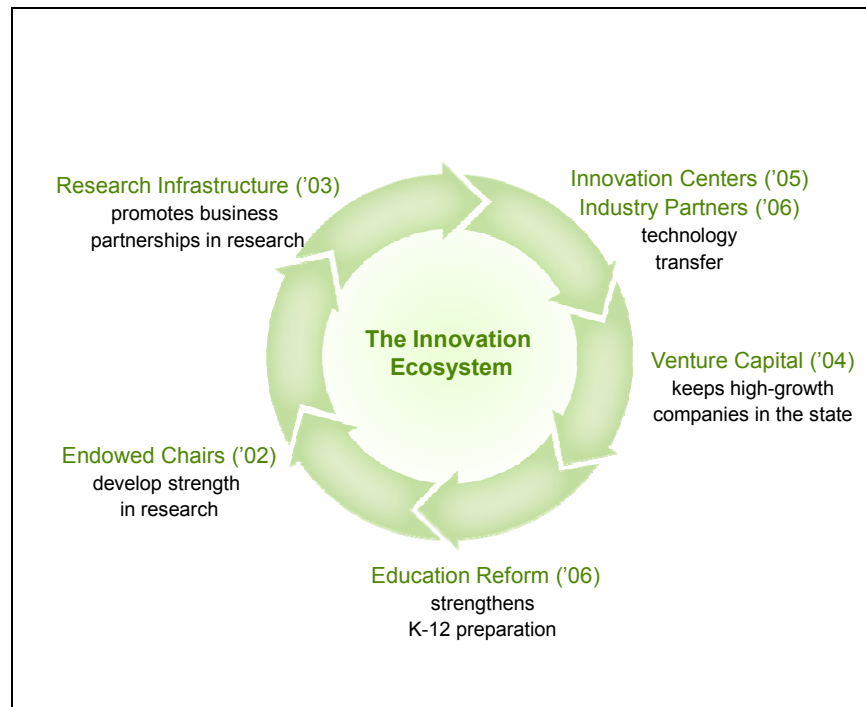 Research Infrastructure (’03)
promotes business
partnerships in research
Innovation Centers (’05)
Industry Partners (’06)
technology
transfer
The Innovation
Ecosystem
Venture Capital (’04)
keeps high-growth
companies in the state
Endowed Chairs (’02)
develop strength
in research
Education Reform (’06)
strengthens
K-12 preparation